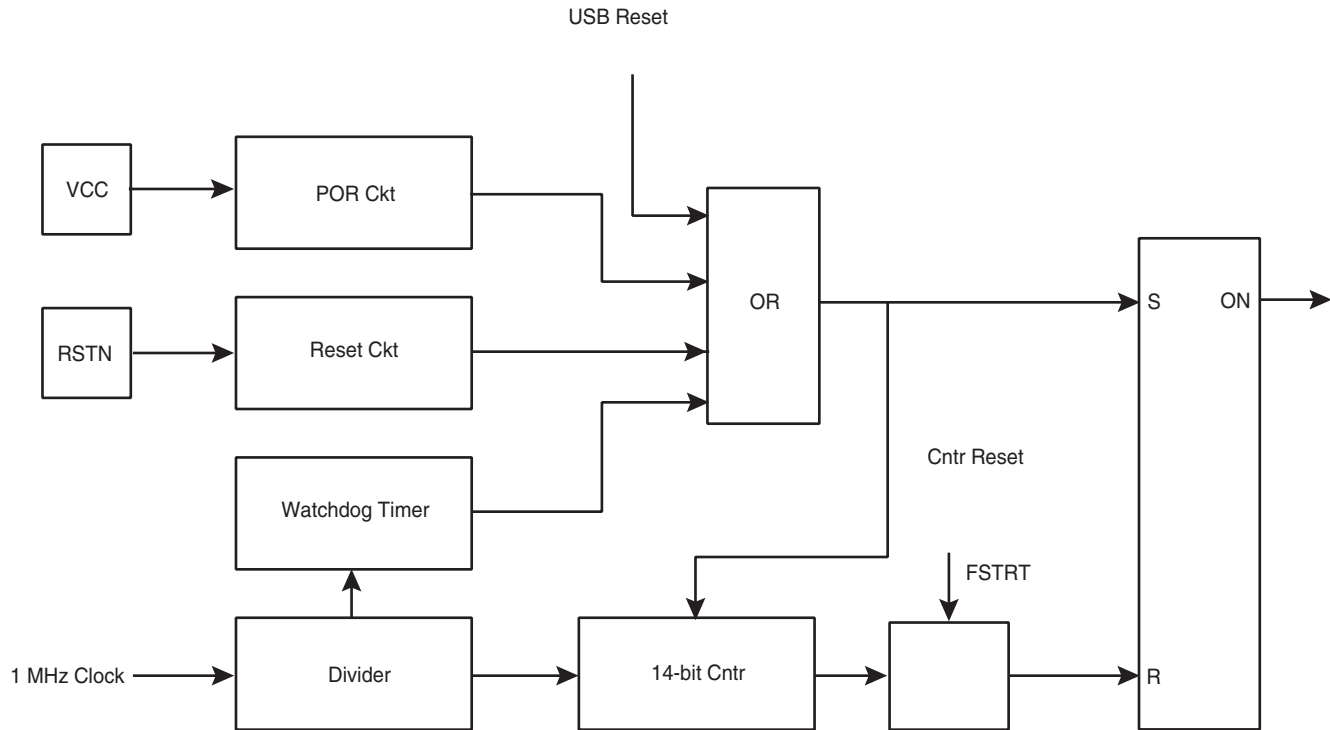 USB Reset
VCC
POR Ckt
OR
S
ON
RSTN
Reset Ckt
Cntr Reset
Watchdog Timer
FSTRT
1 MHz Clock
Divider
14-bit Cntr
R